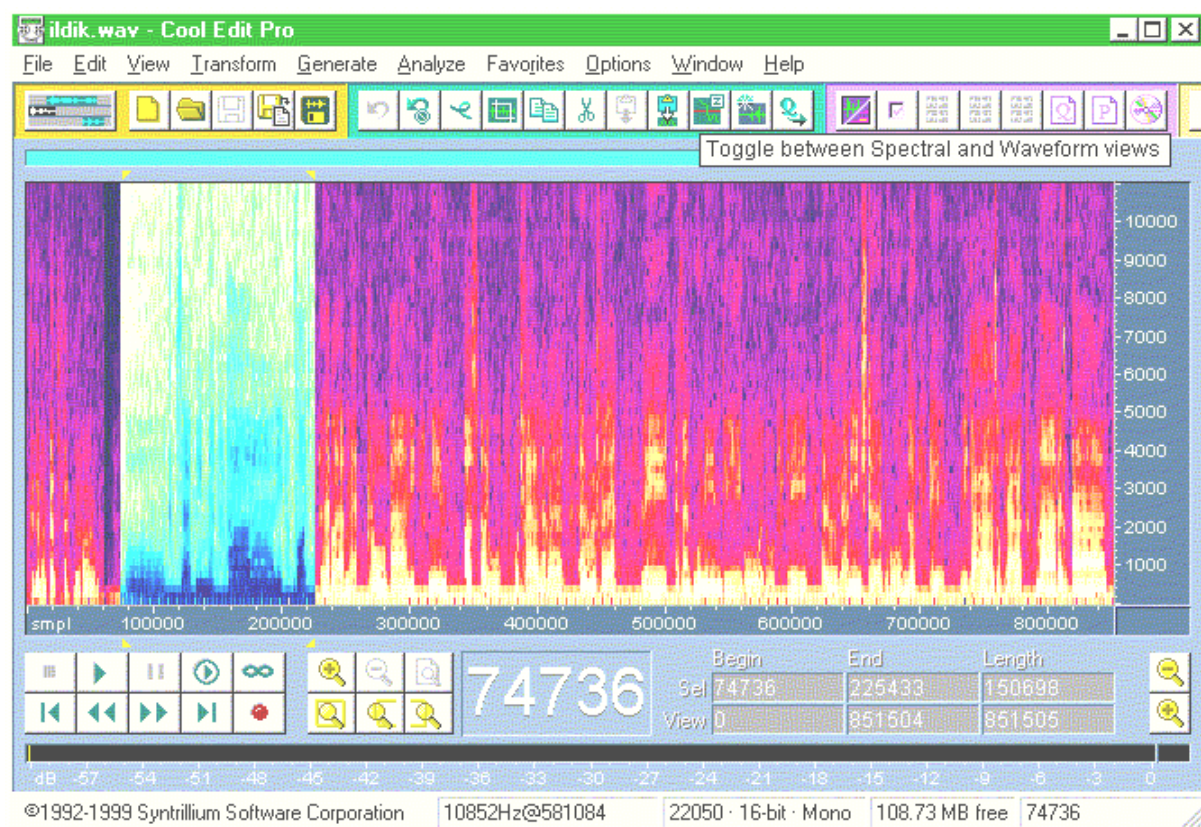 ildik.wav - Cool Edit Pro
File Edit View Transform Generate Analyze Favorites Options Window Help
Toggle between Spectral and Waveform views
10000
9000
8000
7000
6000
5000
4000
3000
2000
1000
smpl 100000 200000 300000 400000 500000 600000 700000 800000
Begin End Length
74736
Sel 74736 225433 150698
View 0 851504 851505
dB -57 -54 -51 -48 -45 -42 -39 -36 -33 -30 -27 -24 -21 -18 -15 -12 -9 -6 -3 0
©1992-1999 Syntrillium Software Corporation 10852Hz@581084 22050 · 16-bit · Mono 108.73 MB free 74736